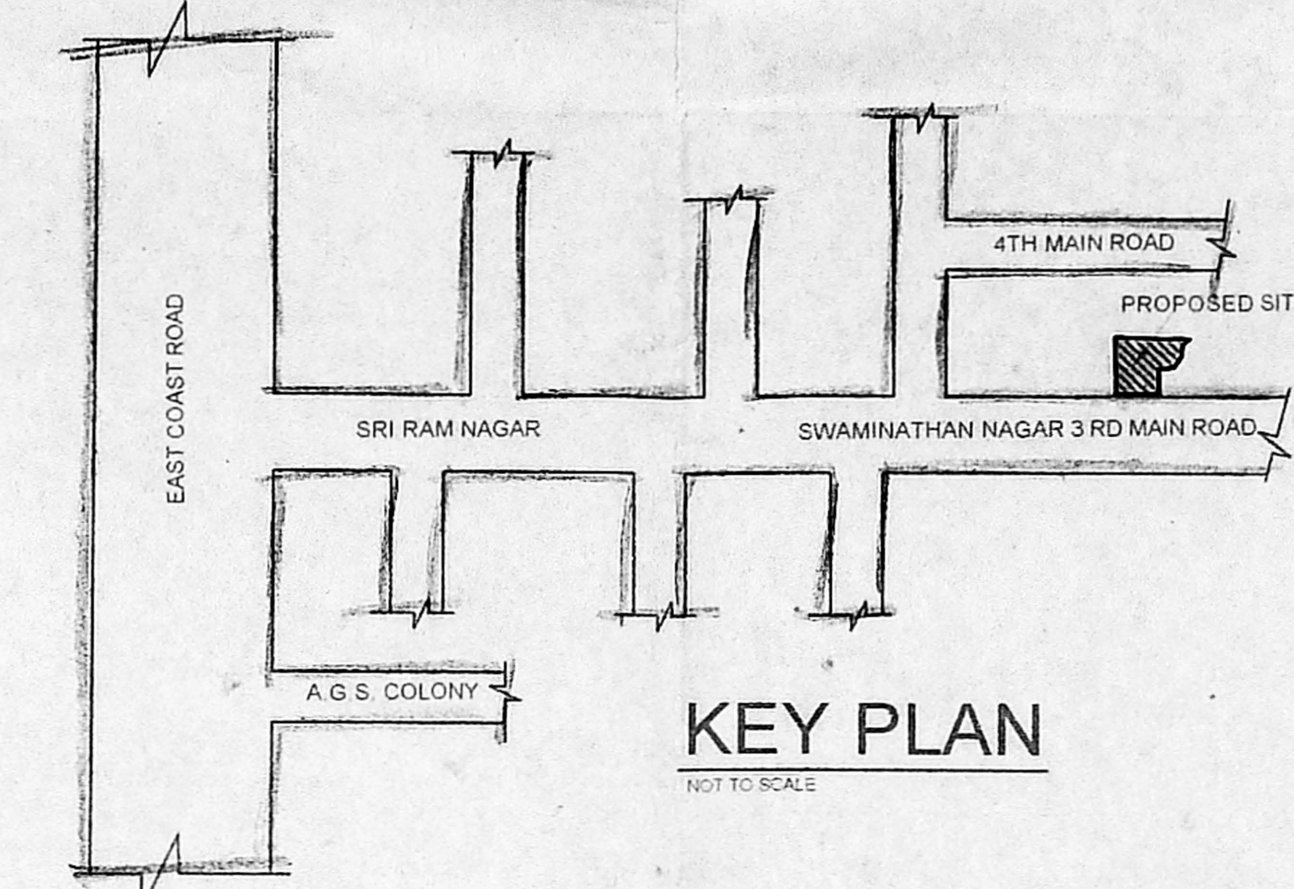 4TH MAIN ROAD
PROPOSED SIT
EAST COAST ROAD
SRI RAM NAGAR
SWAMINATHAN NAGAR 3 RD MAIN ROAD
A.G.S. COLONY
KEY PLAN
NOT TO SCALE